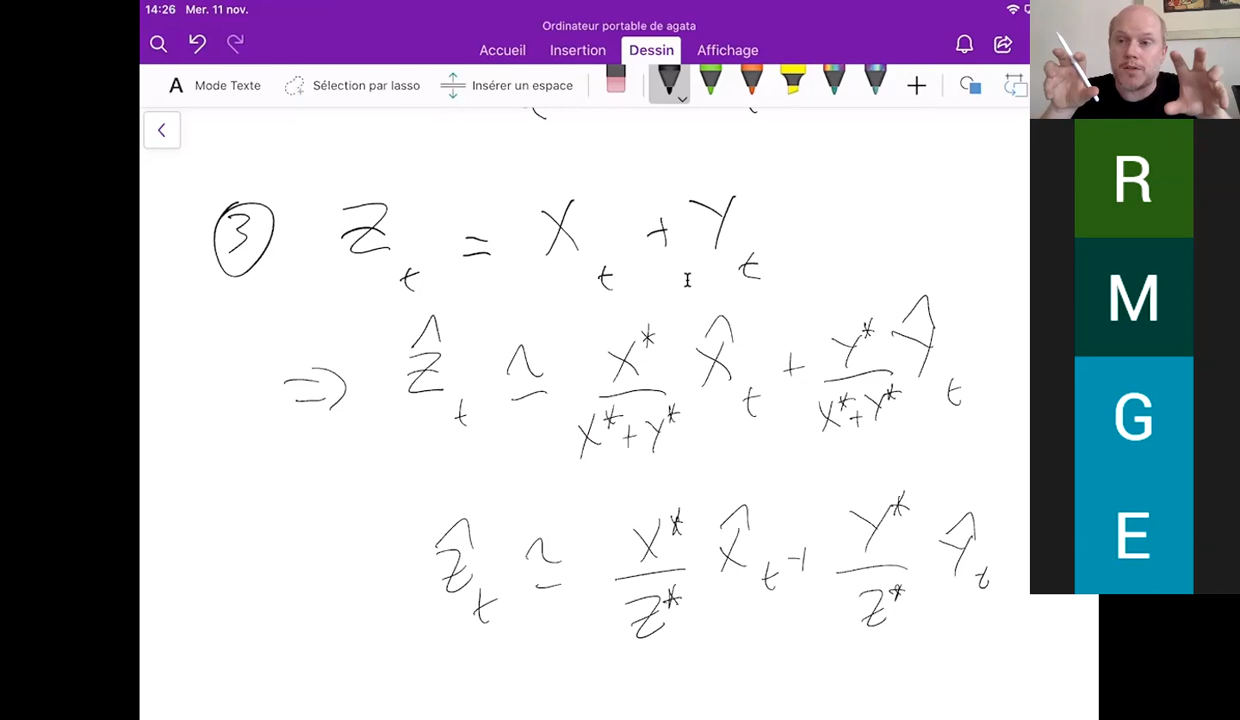 14:26 Mer. 11 nov.
Ordinateur portable de agata
Accueil Insertion Dessin Affichage
A Mode Texte Sélection par lasso Insérer un espace
③ Z_t = X_t + Y_t
⇒ Ẑ_t ≃ X*/(X*+Y*) X̂_t + Y*/(X*+Y*) Ŷ_t
Ẑ_t ≃ X*/Z* X̂_t + Y*/Z* Ŷ_t
R
M
G
E